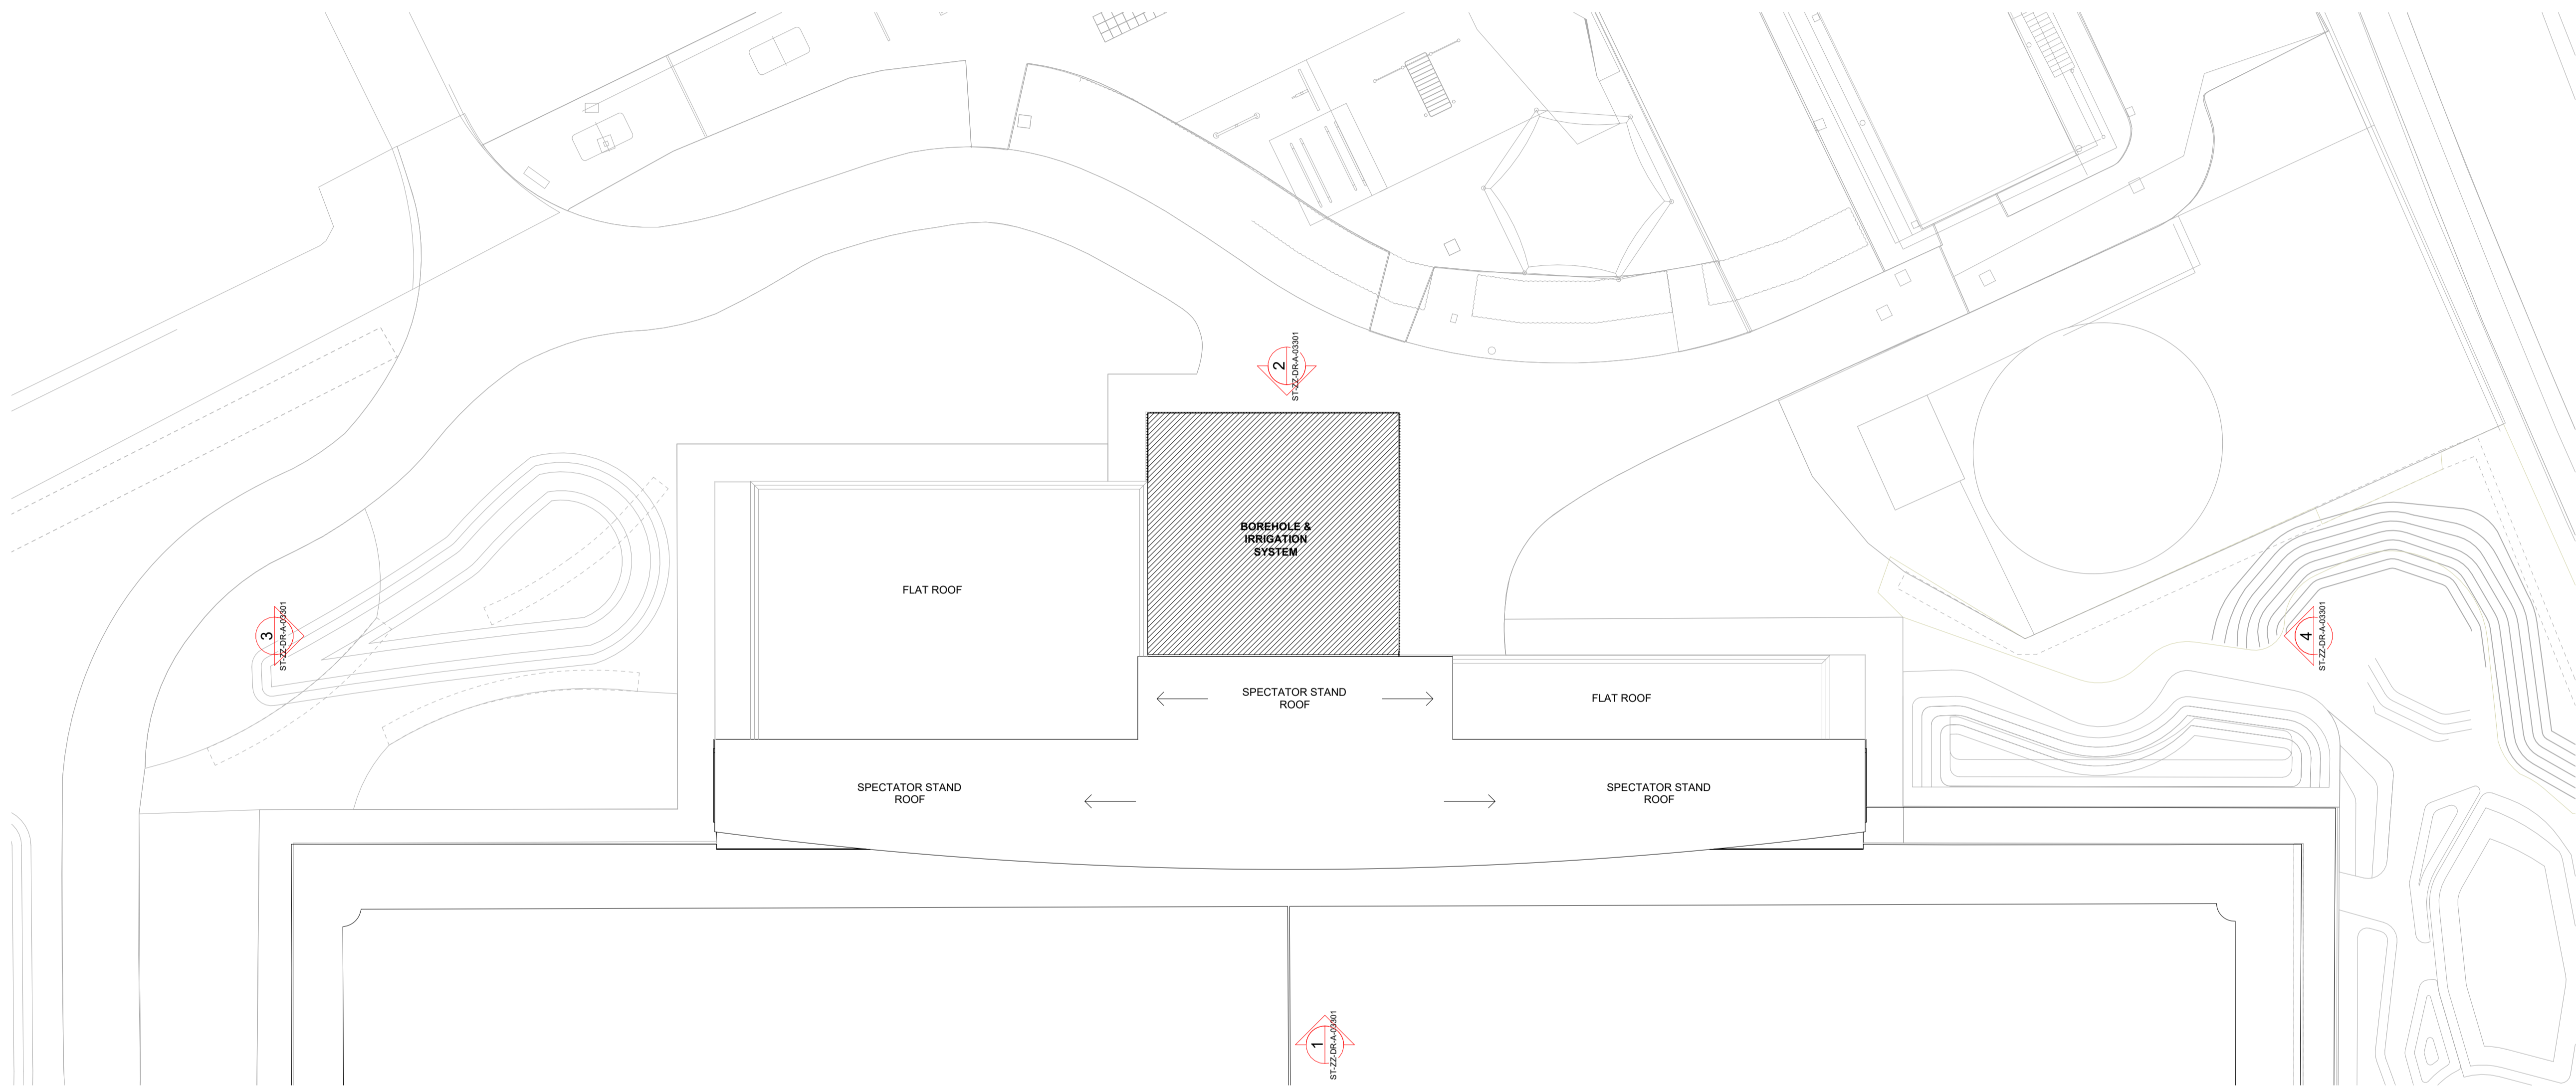 2
ST-ZZ-DR-A-03301
BOREHOLE &
IRRIGATION
SYSTEM
FLAT ROOF
3
ST-ZZ-DR-A-03301
4
ST-ZZ-DR-A-03301
SPECTATOR STAND
ROOF
FLAT ROOF
SPECTATOR STAND
ROOF
SPECTATOR STAND
ROOF
1
ST-ZZ-DR-A-03301